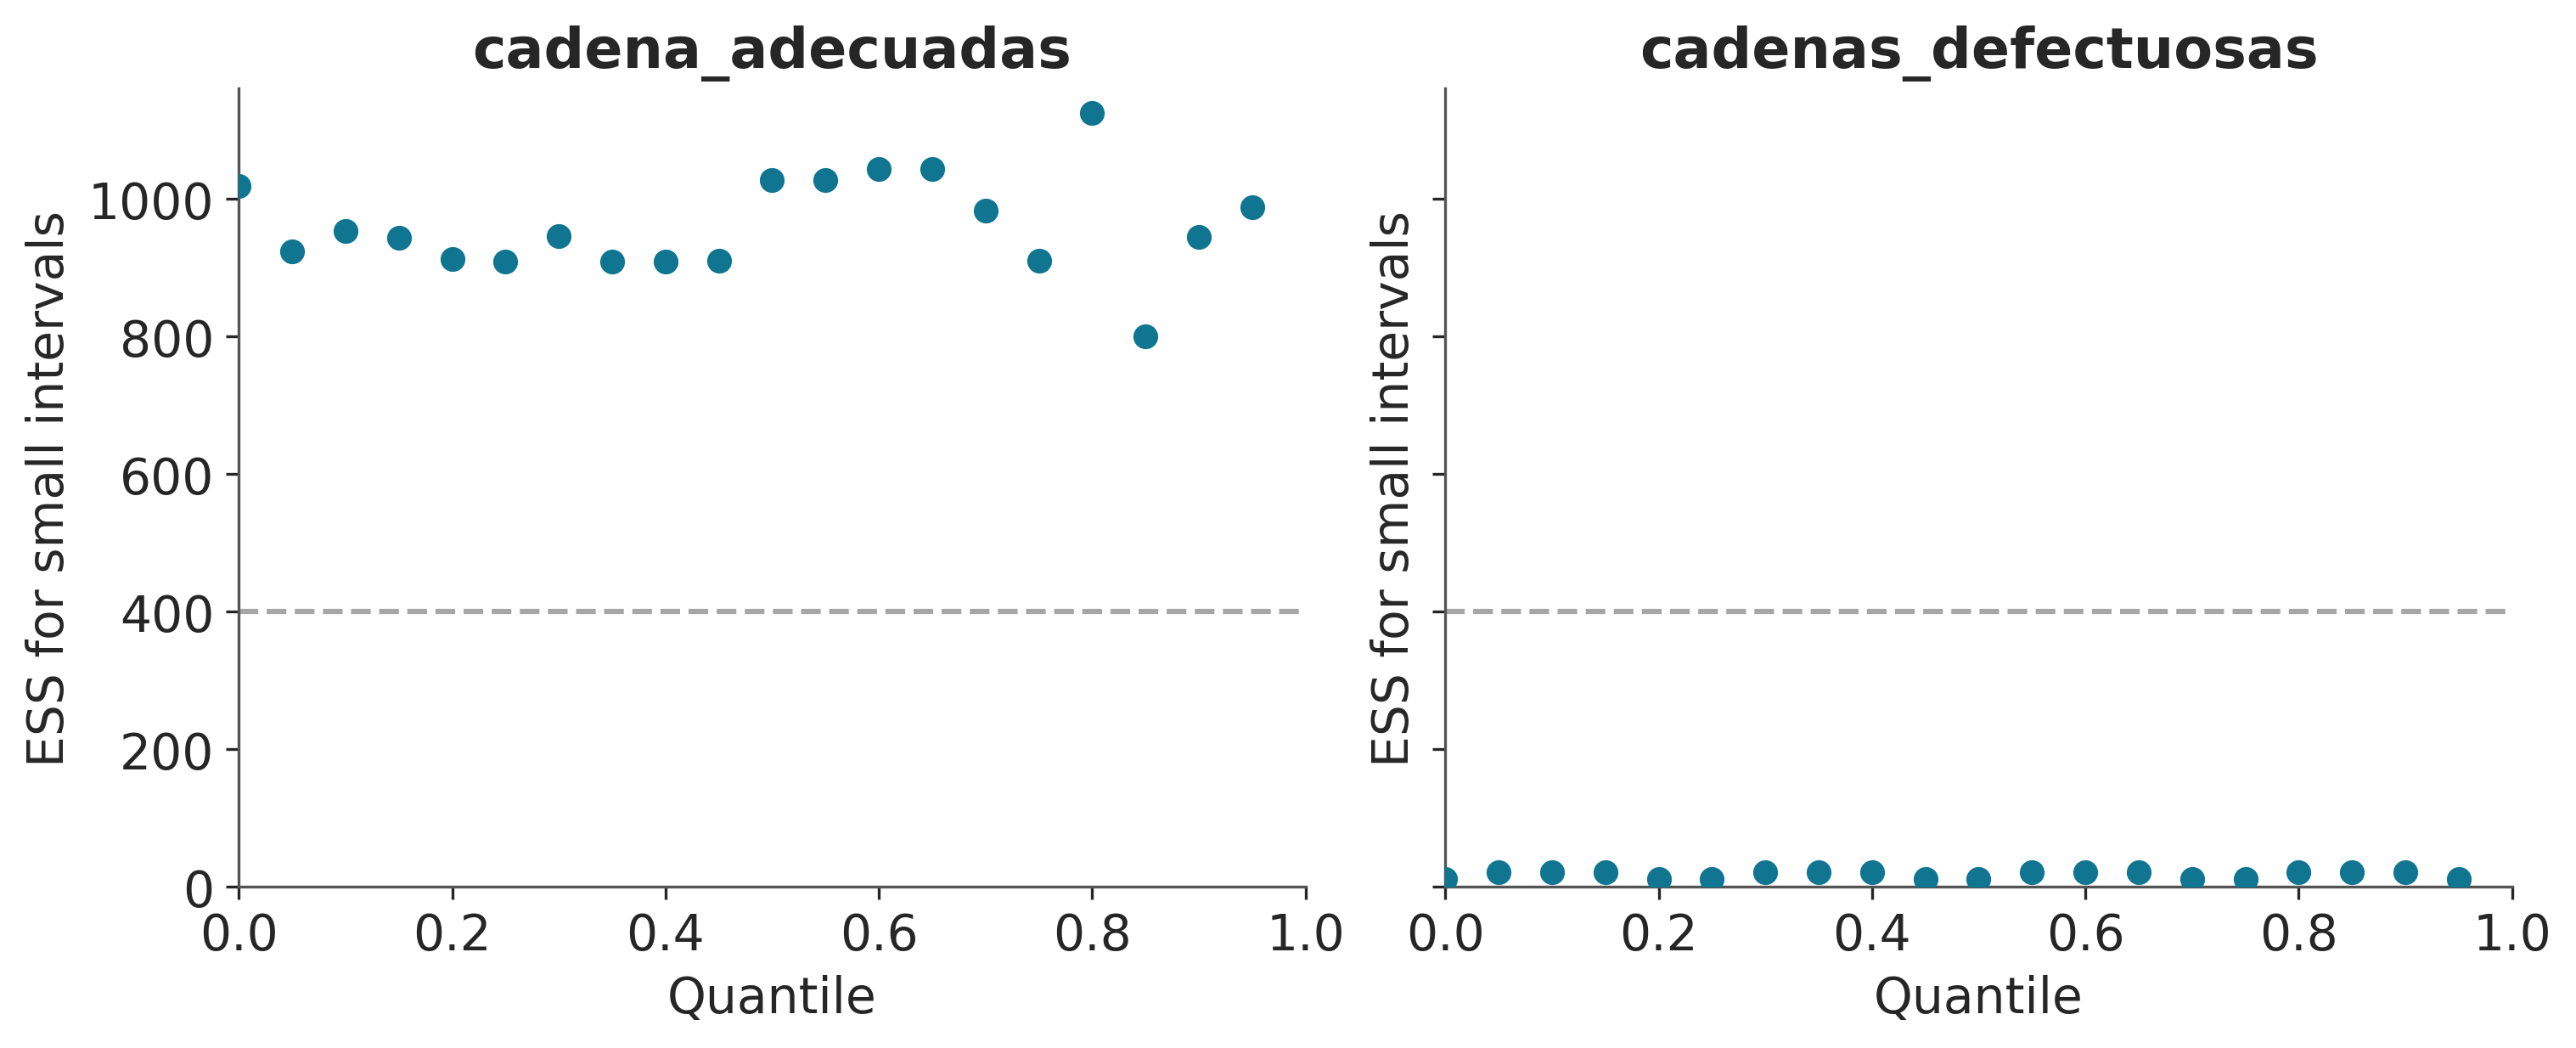 cadena_adecuadas
cadenas_defectuosas
ESS for small intervals
1000
800
600
400
200
0
0.0 0.2 0.4 0.6 0.8 1.0
Quantile
ESS for small intervals
0.0 0.2 0.4 0.6 0.8 1.0
Quantile